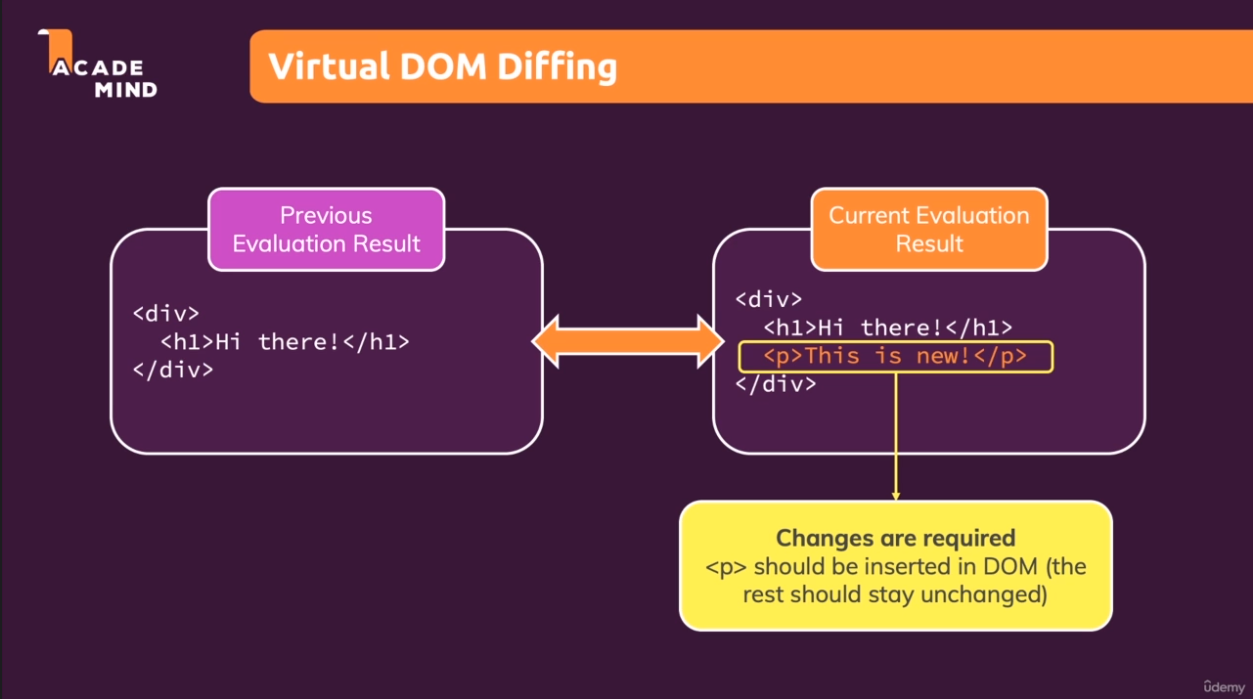 ACADE
MIND
Virtual DOM Diffing
Previous
Evaluation Result
<div>
<h1>Hi there!</h1>
</div>
Current Evaluation
Result
<div>
<h1>Hi there!</h1>
<p>This is new!</p>
</div>
Changes are required
<p> should be inserted in DOM (the
rest should stay unchanged)
ûdemy